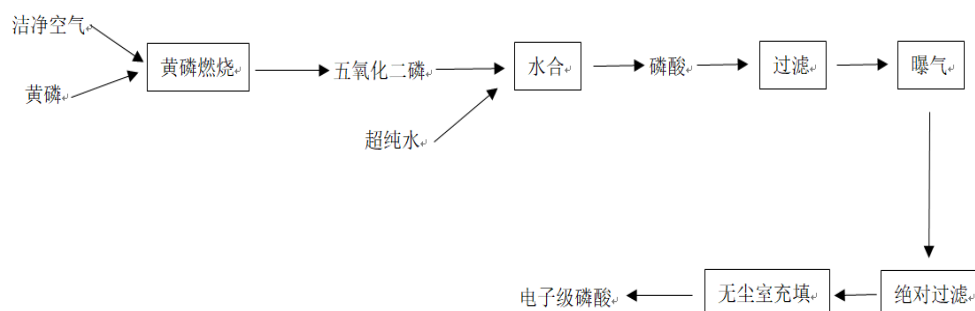 洁净空气
黄磷燃烧
五氧化二磷
水合
磷酸
过滤
曝气
黄磷
超纯水
电子级磷酸
无尘室充填
绝对过滤